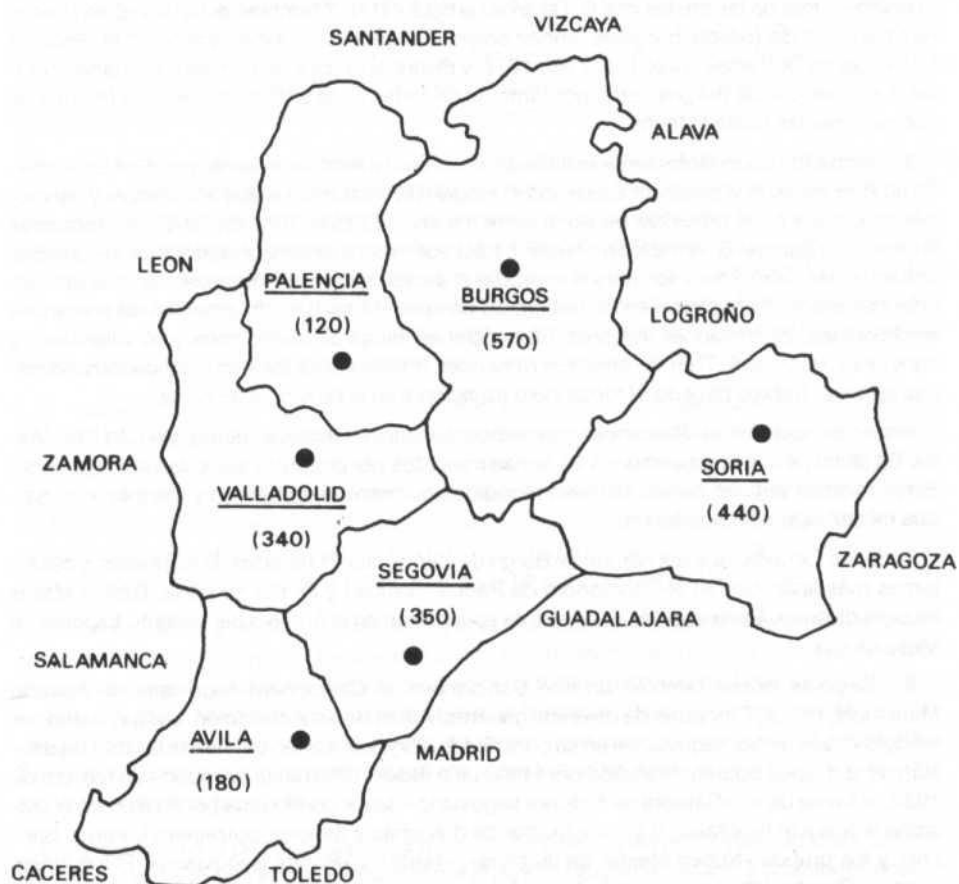 VIZCAYA
SANTANDER
ALAVA
LEON
PALENCIA
(120)
BURGOS
(570)
LOGROÑO
ZAMORA
VALLADOLID
(340)
SORIA
(440)
SEGOVIA
(350)
ZARAGOZA
GUADALAJARA
SALAMANCA
AVILA
(180)
MADRID
CACERES
TOLEDO